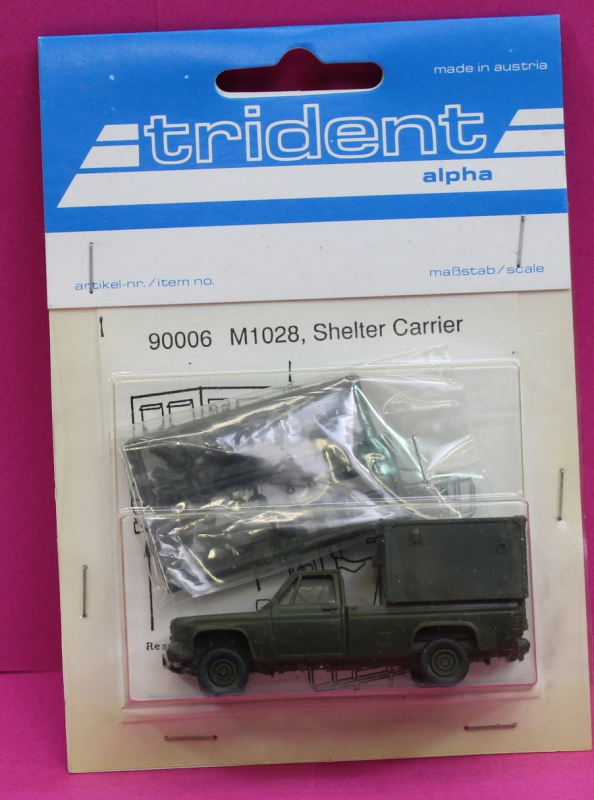 made in austria
trident
alpha
artikel-nr./item no.
maßstab/scale
90006 M1028, Shelter Carrier